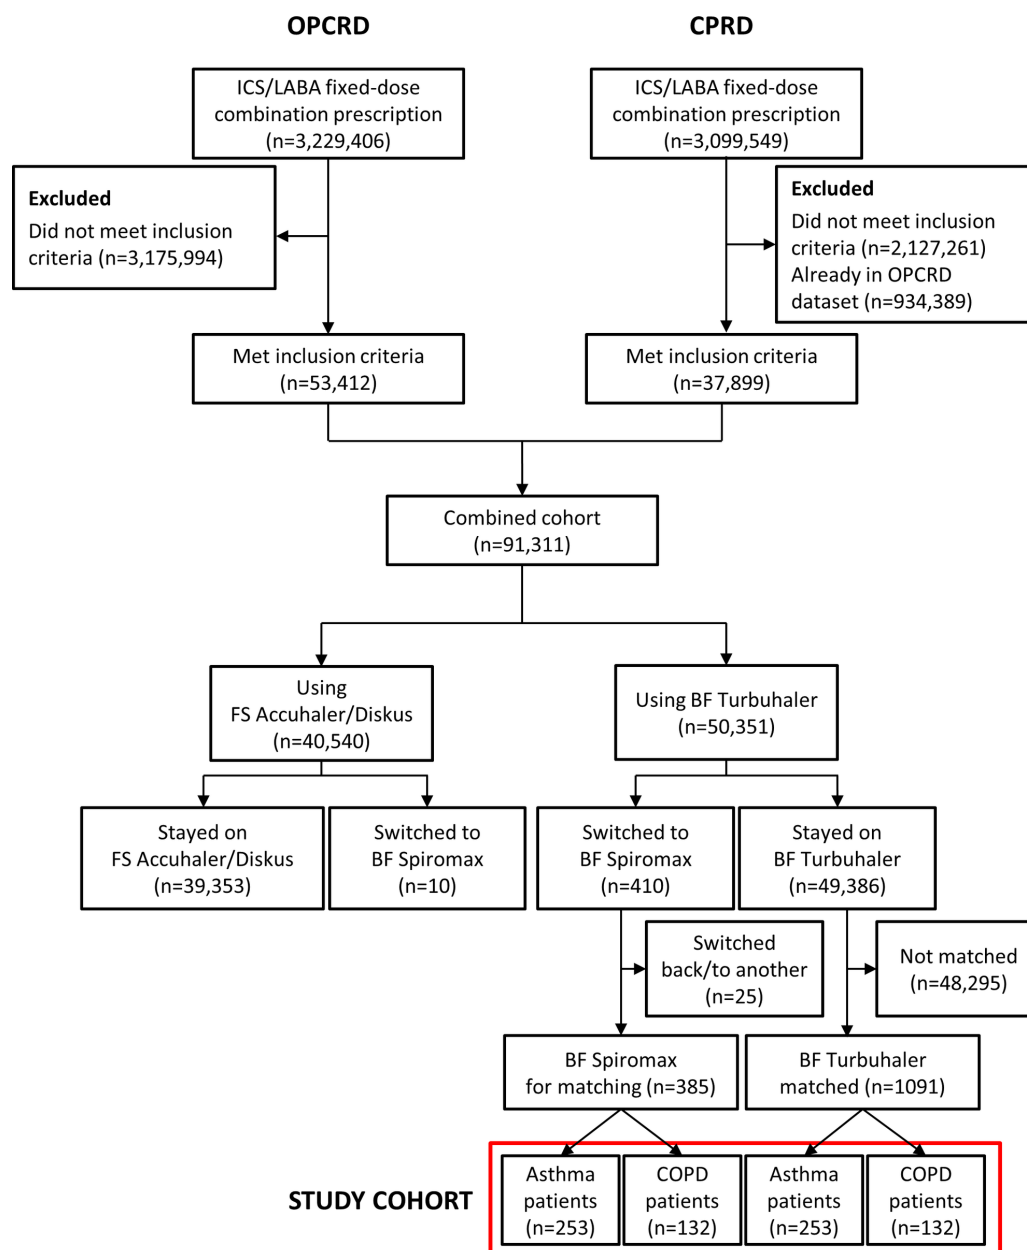 OPCRD
CPRD
ICS/LABA fixed-dose
combination prescription
(n=3,229,406)
ICS/LABA fixed-dose
combination prescription
(n=3,099,549)
Excluded
Did not meet inclusion
criteria (n=3,175,994)
Excluded
Did not meet inclusion
criteria (n=2,127,261)
Already in OPCRD
dataset (n=934,389)
Met inclusion criteria
(n=53,412)
Met inclusion criteria
(n=37,899)
Combined cohort
(n=91,311)
Using
FS Accuhaler/Diskus
(n=40,540)
Using BF Turbuhaler
(n=50,351)
Stayed on
FS Accuhaler/Diskus
(n=39,353)
Switched to
BF Spiromax
(n=10)
Switched to
BF Spiromax
(n=410)
Stayed on
BF Turbuhaler
(n=49,386)
Switched
back/to another
(n=25)
Not matched
(n=48,295)
BF Spiromax
for matching (n=385)
BF Turbuhaler
matched (n=1091)
STUDY COHORT
Asthma
patients
(n=253)
COPD
patients
(n=132)
Asthma
patients
(n=253)
COPD
patients
(n=132)